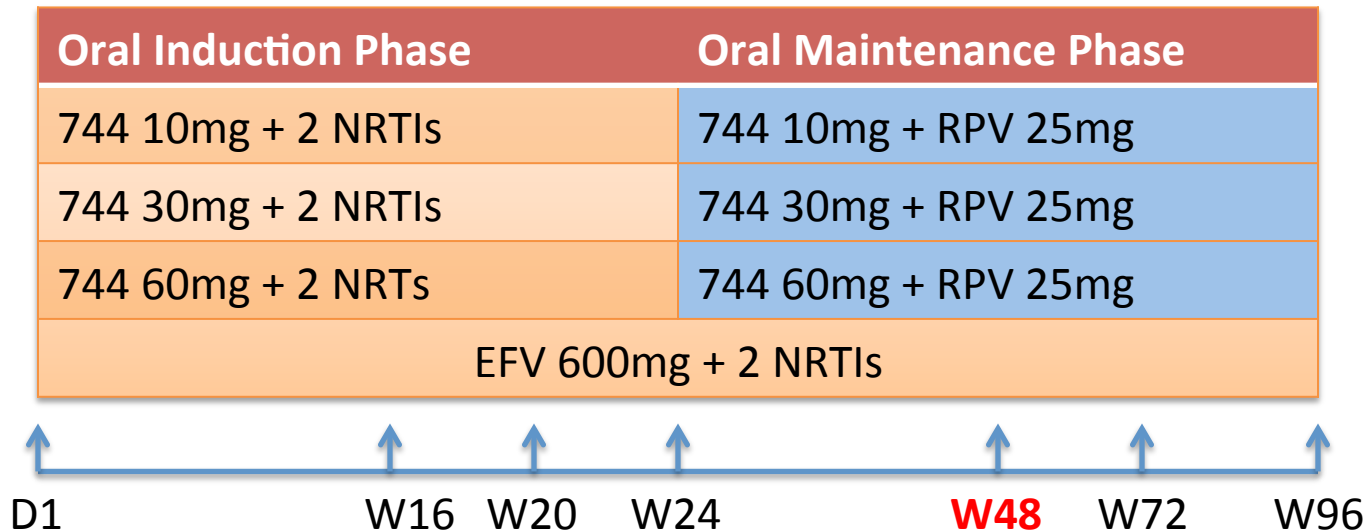 Oral Induction Phase Oral Maintenance Phase
744 10mg + 2 NRTIs 744 10mg + RPV 25mg
744 30mg + 2 NRTIs 744 30mg + RPV 25mg
744 60mg + 2 NRTs 744 60mg + RPV 25mg
EFV 600mg + 2 NRTIs
D1 W16 W20 W24 W48 W72 W96